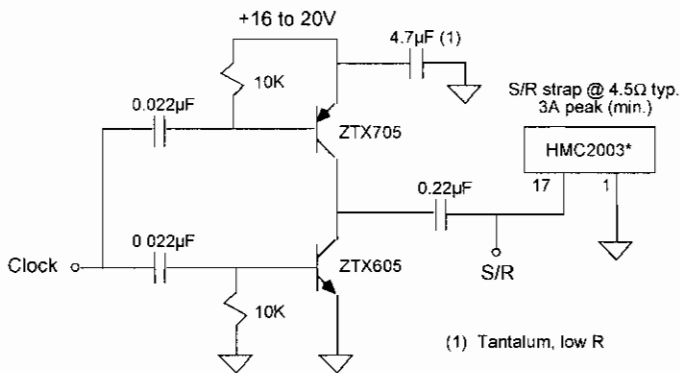 +16 to 20V
4.7µF (1)
10K
S/R strap @ 4.5Ω typ.
3A peak (min.)
0.022µF
ZTX705
HMC2003*
17 1
0.22µF
0 022µF
Clock
ZTX605
S/R
10K
(1) Tantalum, low R